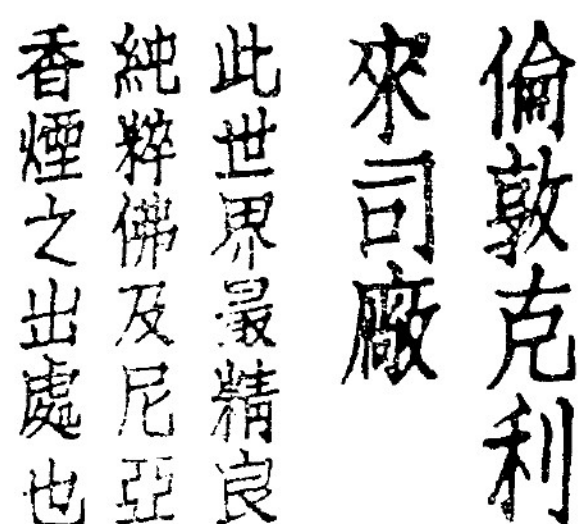 倫敦克利
來司廠
此世界最精良
純粹佛及尼亞
香煙之出處也